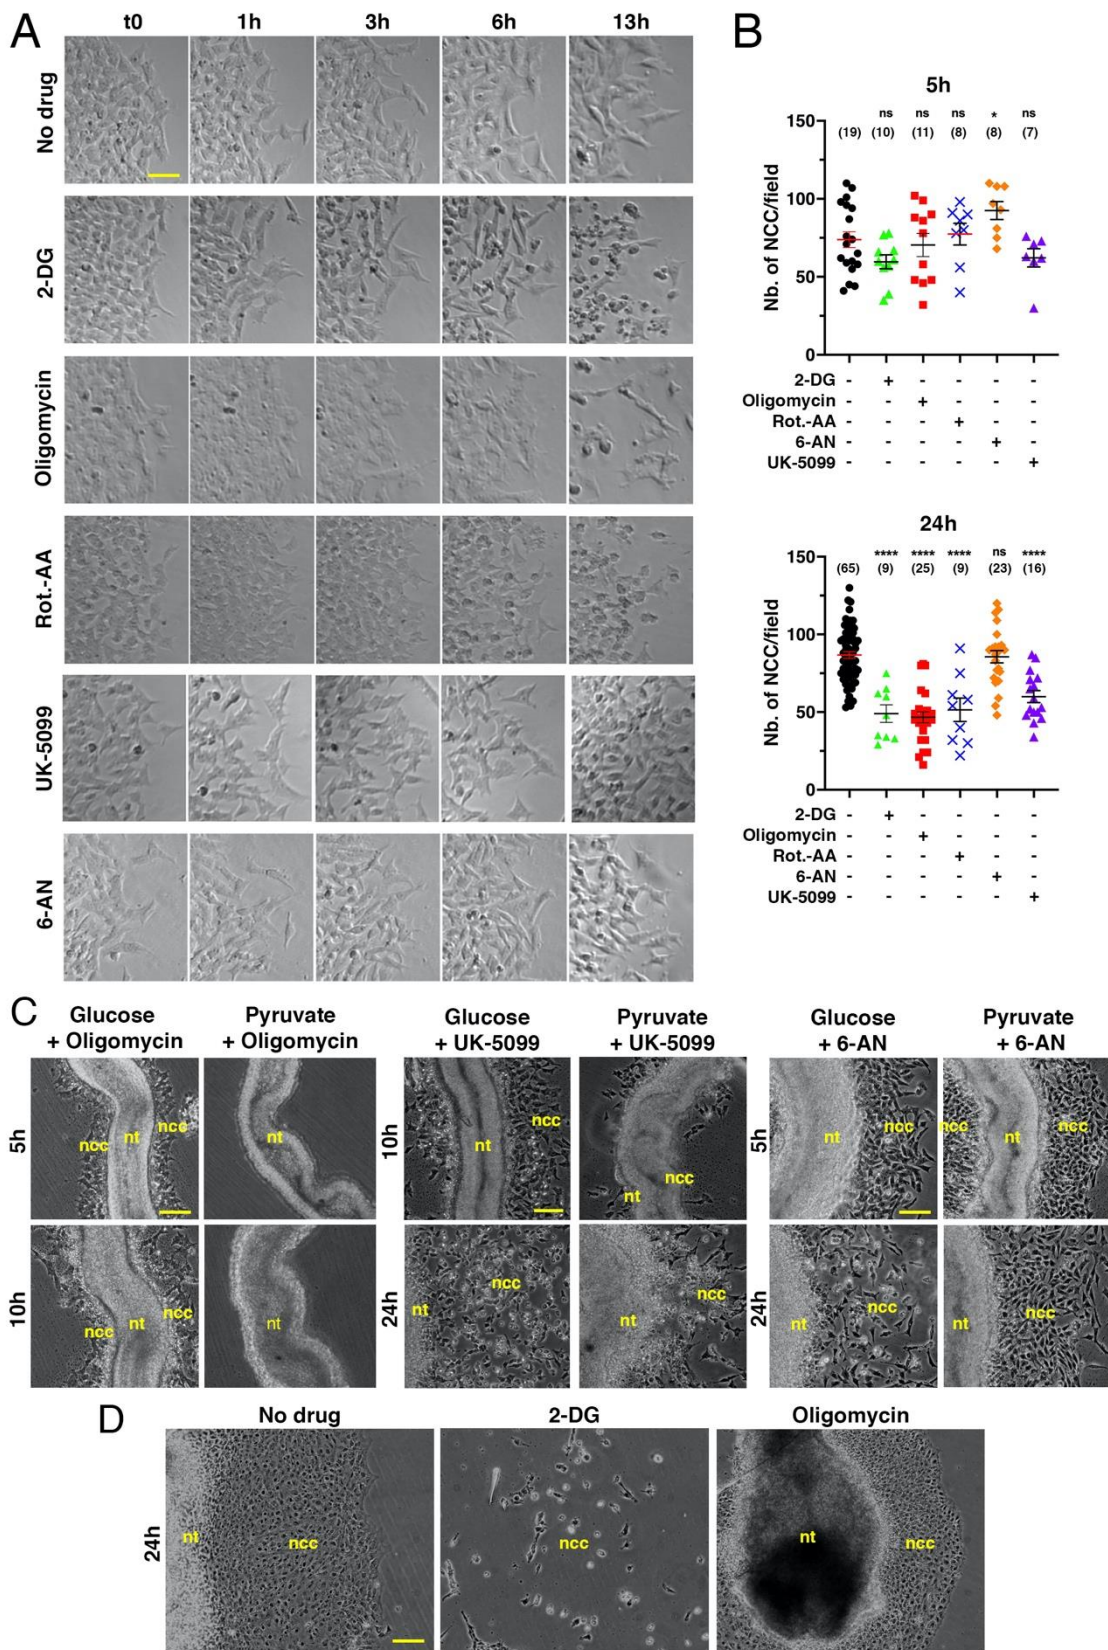 A
t0 1h 3h 6h 13h
No drug
2-DG
Oligomycin
Rot.-AA
UK-5099
6-AN
B
5h
ns ns ns * ns
(19) (10) (11) (8) (8) (7)
150
100
50
0
Nb. of NCC/field
2-DG - + - - - -
Oligomycin - - + - - -
Rot.-AA - - - + - -
6-AN - - - - + -
UK-5099 - - - - - +
24h
**** **** **** ns ****
(65) (9) (25) (9) (23) (16)
150
100
50
0
Nb. of NCC/field
2-DG - + - - - -
Oligomycin - - + - - -
Rot.-AA - - - + - -
6-AN - - - - + -
UK-5099 - - - - - +
C
Glucose
+ Oligomycin
Pyruvate
+ Oligomycin
Glucose
+ UK-5099
Pyruvate
+ UK-5099
Glucose
+ 6-AN
Pyruvate
+ 6-AN
5h
ncc nt ncc
nt
10h
nt ncc
nt ncc
5h
nt ncc
ncc nt ncc
10h
ncc nt ncc
nt
24h
nt ncc
nt ncc
24h
nt ncc
nt ncc
D
No drug 2-DG Oligomycin
24h
nt ncc
ncc
nt ncc